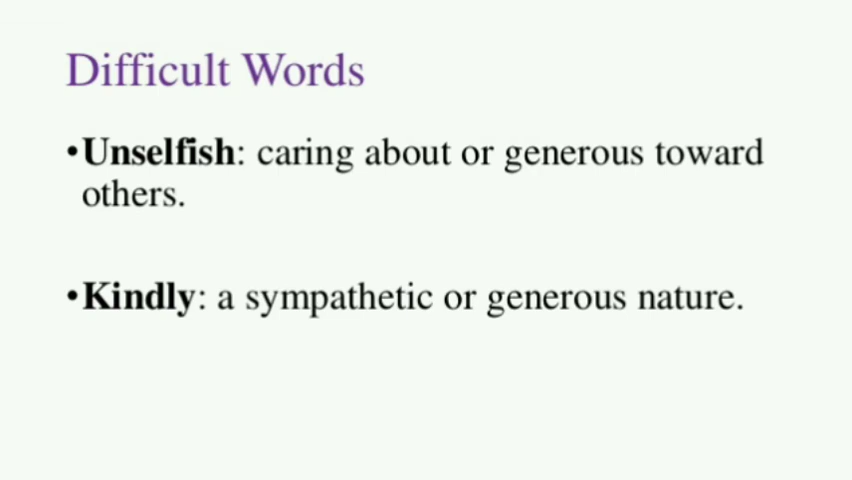 Difficult Words
•Unselfish: caring about or generous toward
others.
•Kindly: a sympathetic or generous nature.